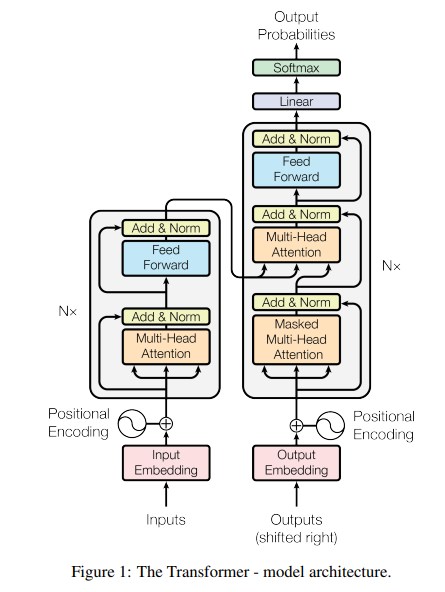 Output
Probabilities
Softmax
Linear
Add & Norm
Feed
Forward
Add & Norm
Multi-Head
Attention
Add & Norm
Masked
Multi-Head
Attention
Nx
Add & Norm
Feed
Forward
Add & Norm
Multi-Head
Attention
Nx
Positional
Encoding
Positional
Encoding
Input
Embedding
Output
Embedding
Inputs
Outputs
(shifted right)
Figure 1: The Transformer - model architecture.